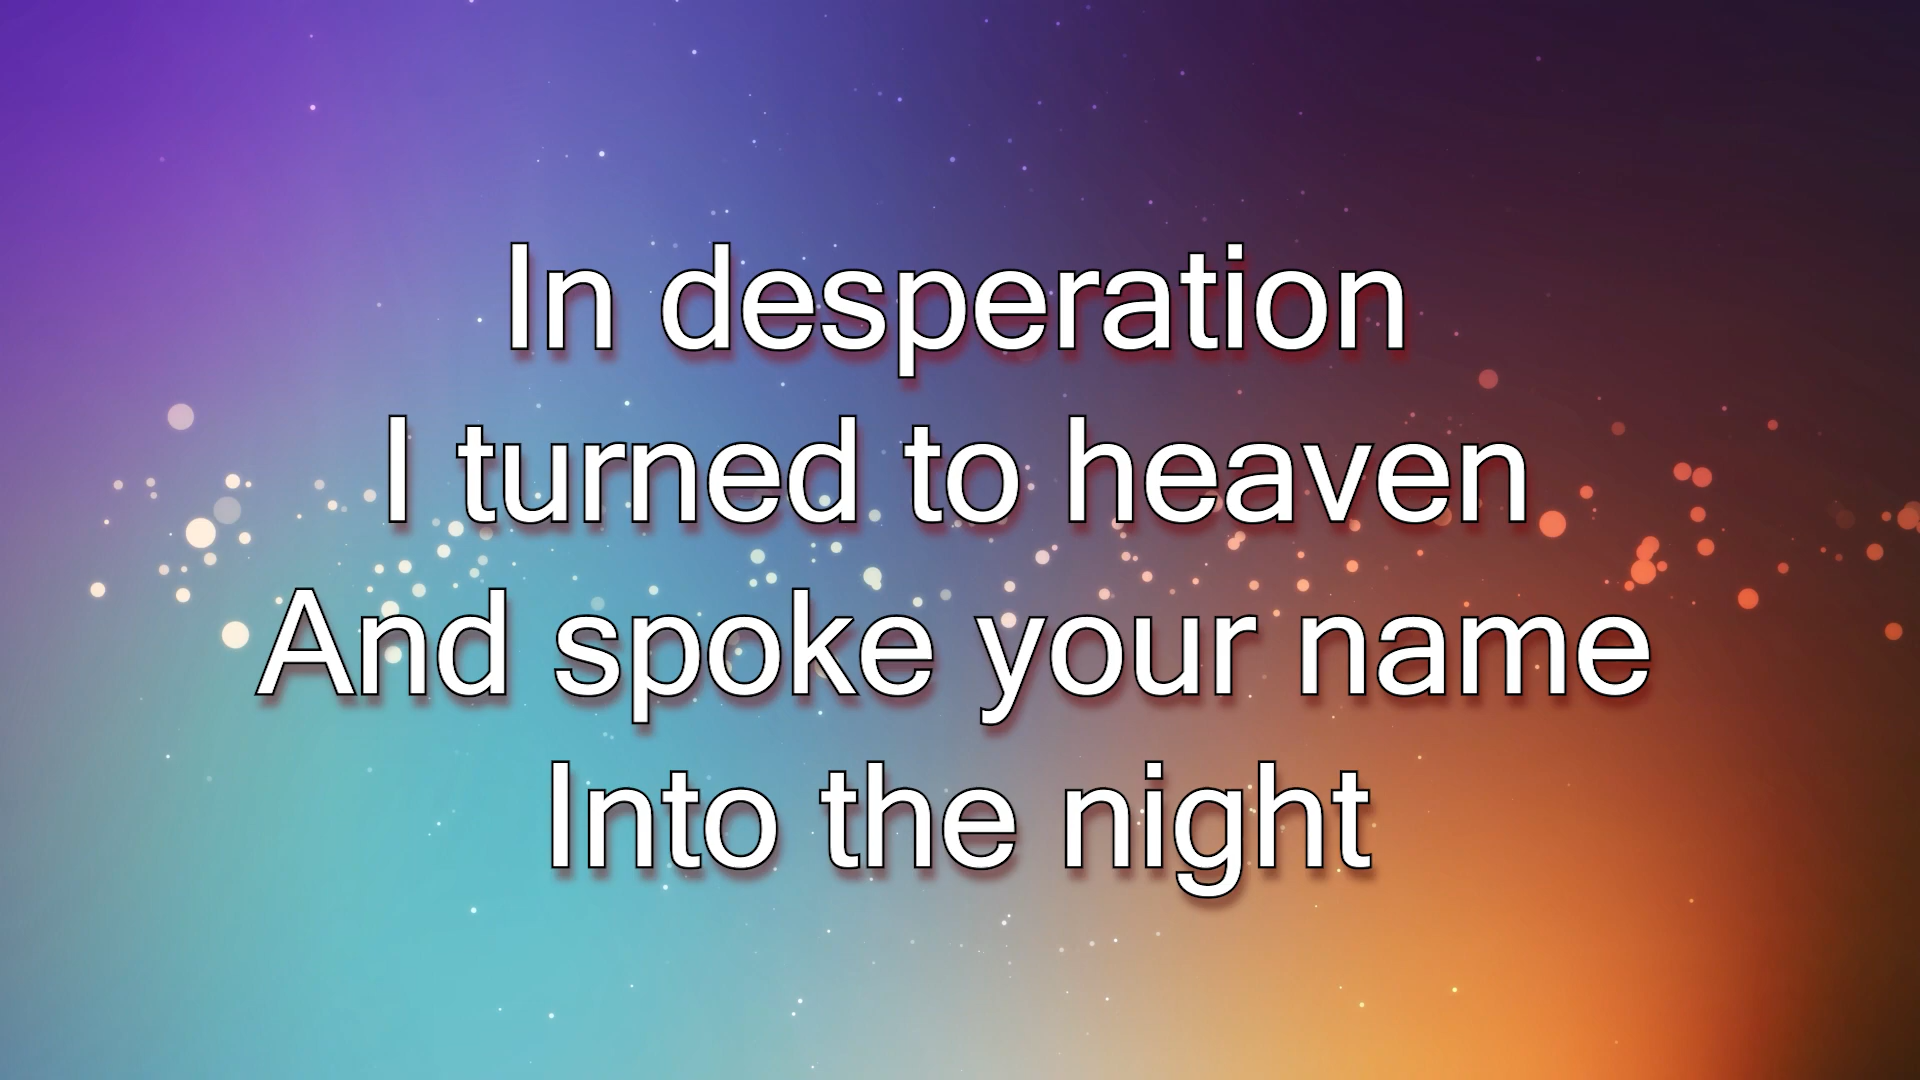 In desperation
I turned to heaven
And spoke your name
Into the night